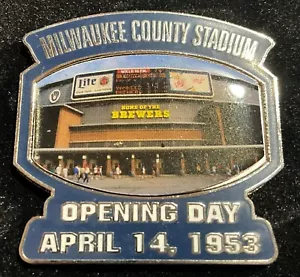 MILWAUKEE COUNTY STADIUM
Lite
HOME OF THE
BREWERS
OPENING DAY
APRIL 14, 1953